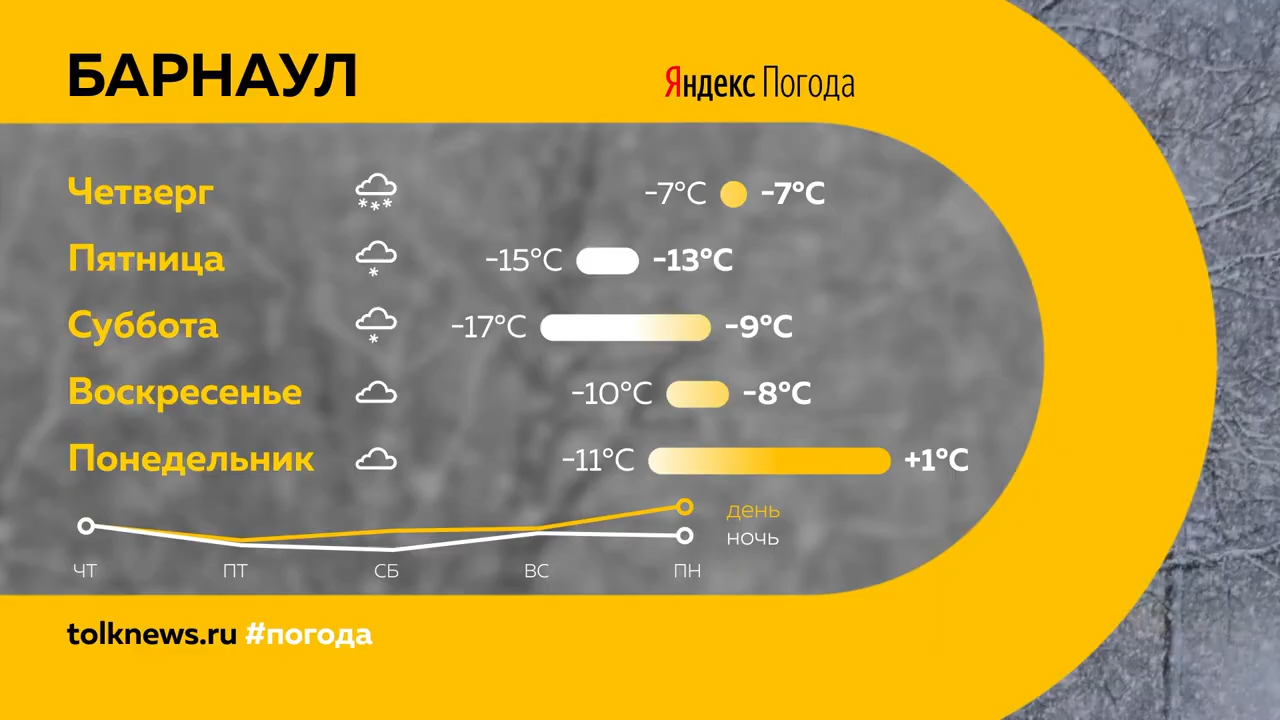 БАРНАУЛ
Яндекс Погода
Четверг -7°C -7°C
Пятница -15°C -13°C
Суббота -17°C -9°C
Воскресенье -10°C -8°C
Понедельник -11°C +1°C
день
ночь
ЧТ ПТ СБ ВС ПН
tolknews.ru #погода